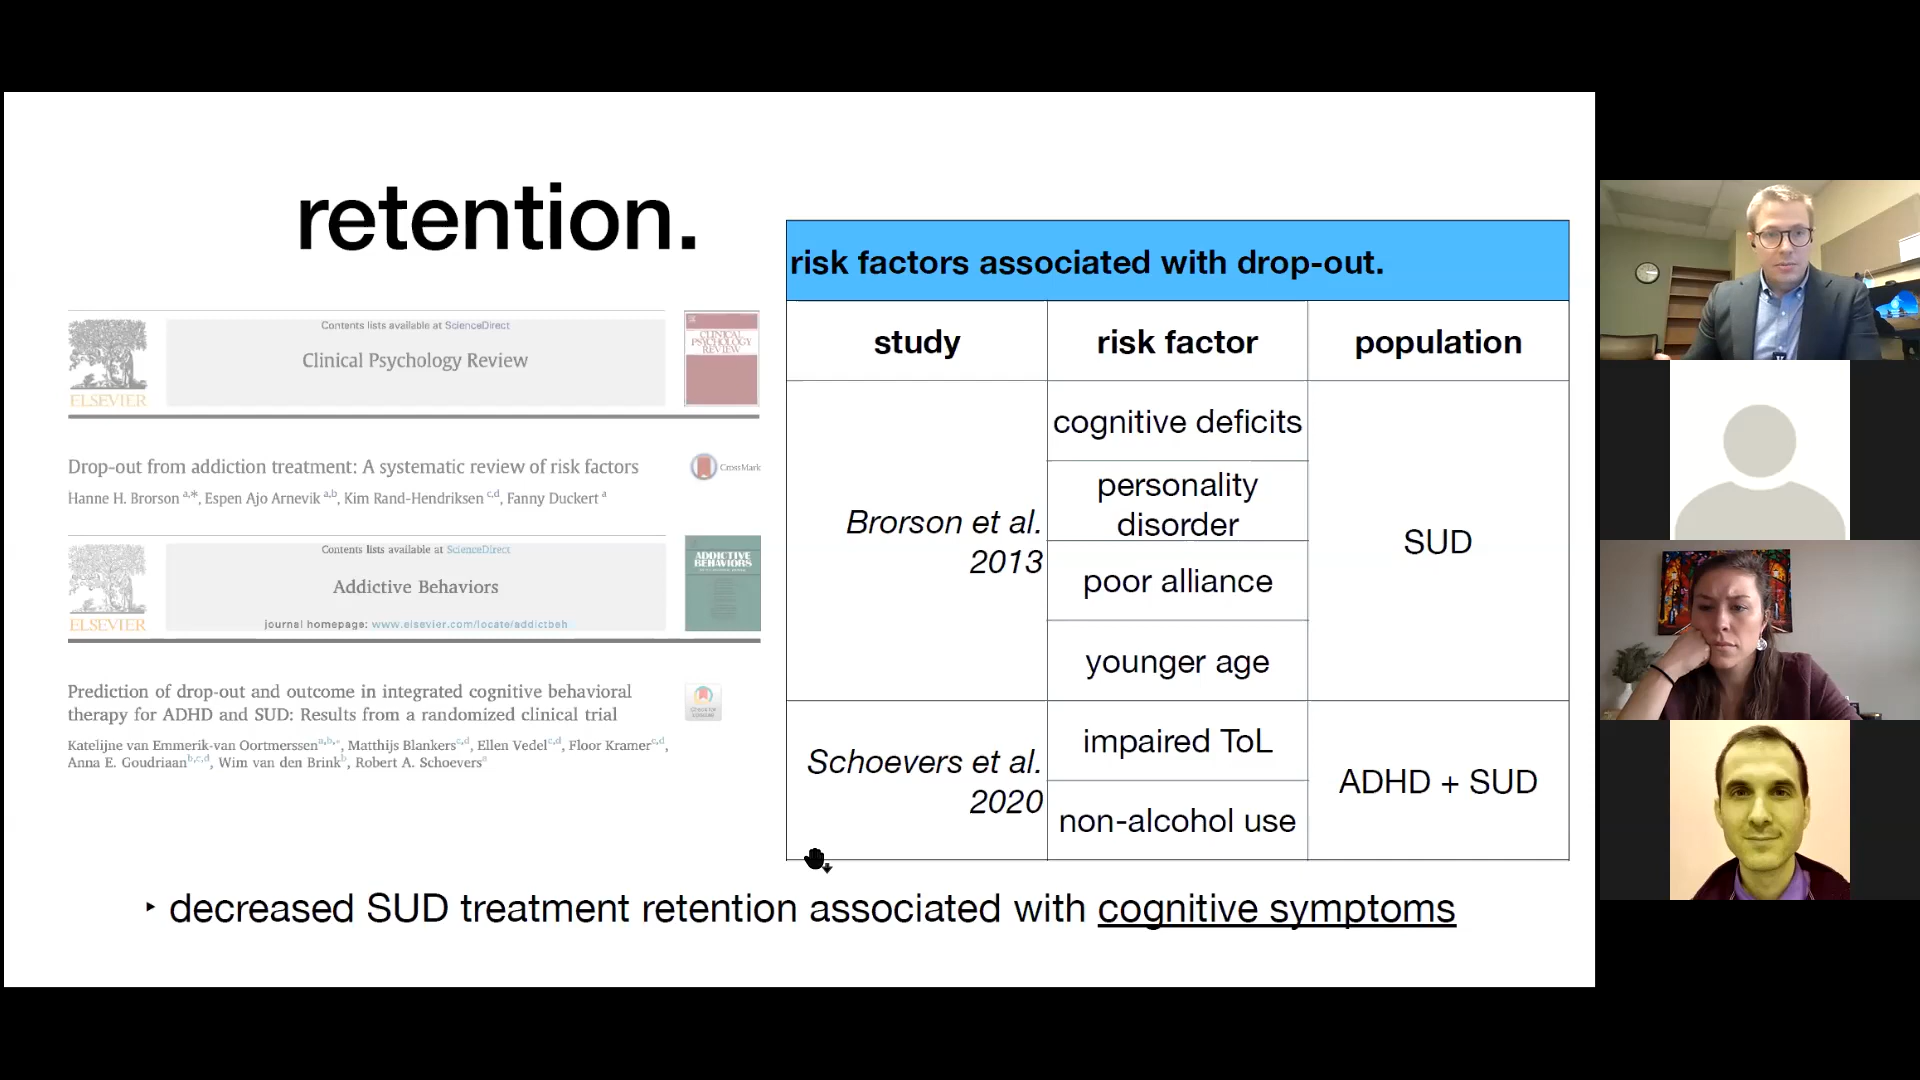 retention.
Contents lists available at ScienceDirect
Clinical Psychology Review
ELSEVIER
CLINICAL
PSYCHOLOGY
REVIEW
Drop-out from addiction treatment: A systematic review of risk factors
CrossMark
Hanne H. Brorson a,*, Espen Ajo Arnevik a,b, Kim Rand-Hendriksen c,d, Fanny Duckert a
Contents lists available at ScienceDirect
Addictive Behaviors
journal homepage: www.elsevier.com/locate/addictbeh
ELSEVIER
ADDICTIVE
BEHAVIORS
Prediction of drop-out and outcome in integrated cognitive behavioral
therapy for ADHD and SUD: Results from a randomized clinical trial
Katelijne van Emmerik-van Oortmerssen a,b,*, Matthijs Blankers c,d, Ellen Vedel c,d, Floor Kramer c,d,
Anna E. Goudriaan b,c,d, Wim van den Brink b, Robert A. Schoevers a
risk factors associated with drop-out.
study risk factor population
Brorson et al.
2013
cognitive deficits
personality
disorder
poor alliance
younger age
SUD
Schoevers et al.
2020
impaired ToL
non-alcohol use
ADHD + SUD
‣ decreased SUD treatment retention associated with cognitive symptoms